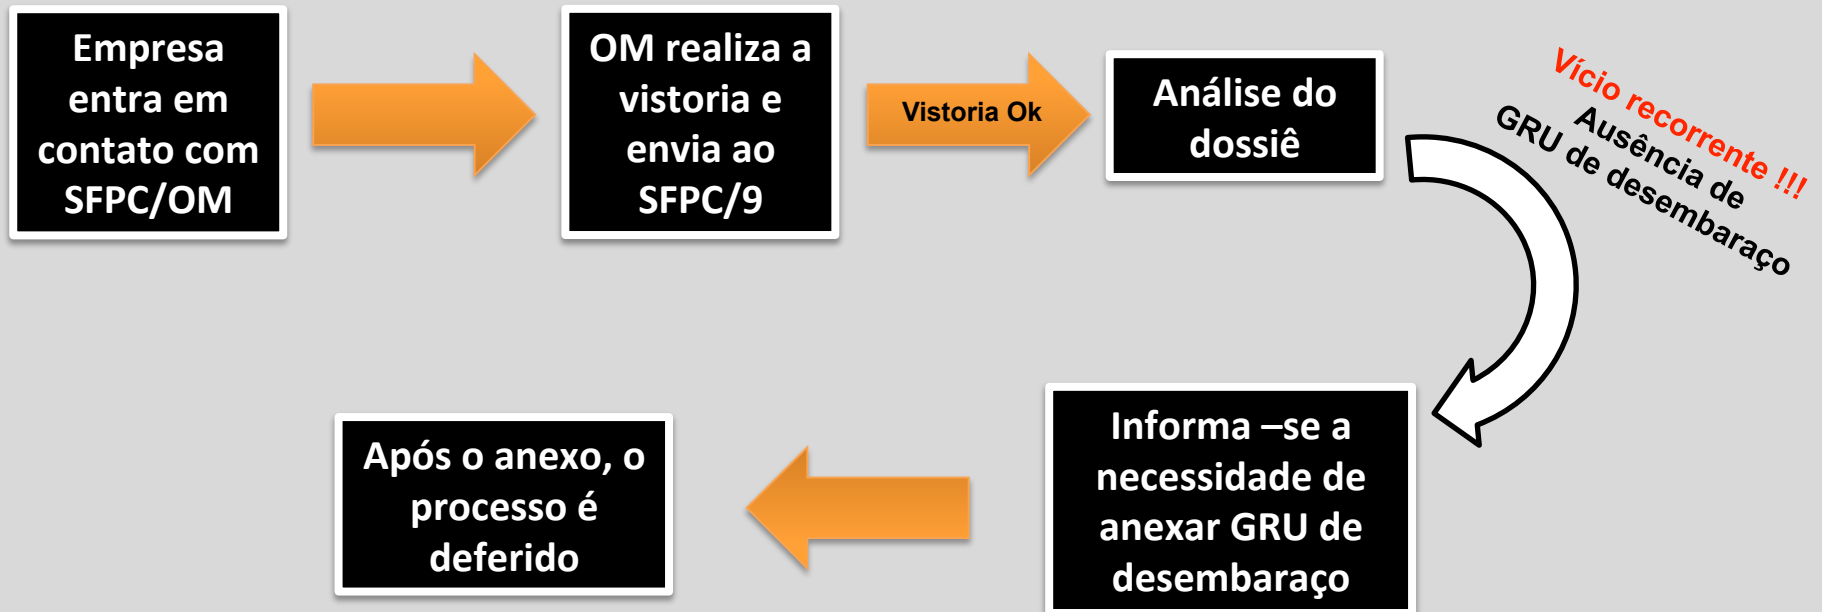 Empresa
entra em
contato com
SFPC/OM
OM realiza a
vistoria e
envia ao
SFPC/9
Vistoria Ok
Análise do
dossiê
Vício recorrente !!!
Ausência de
GRU de desembaraço
Informa –se a
necessidade de
anexar GRU de
desembaraço
Após o anexo, o
processo é
deferido